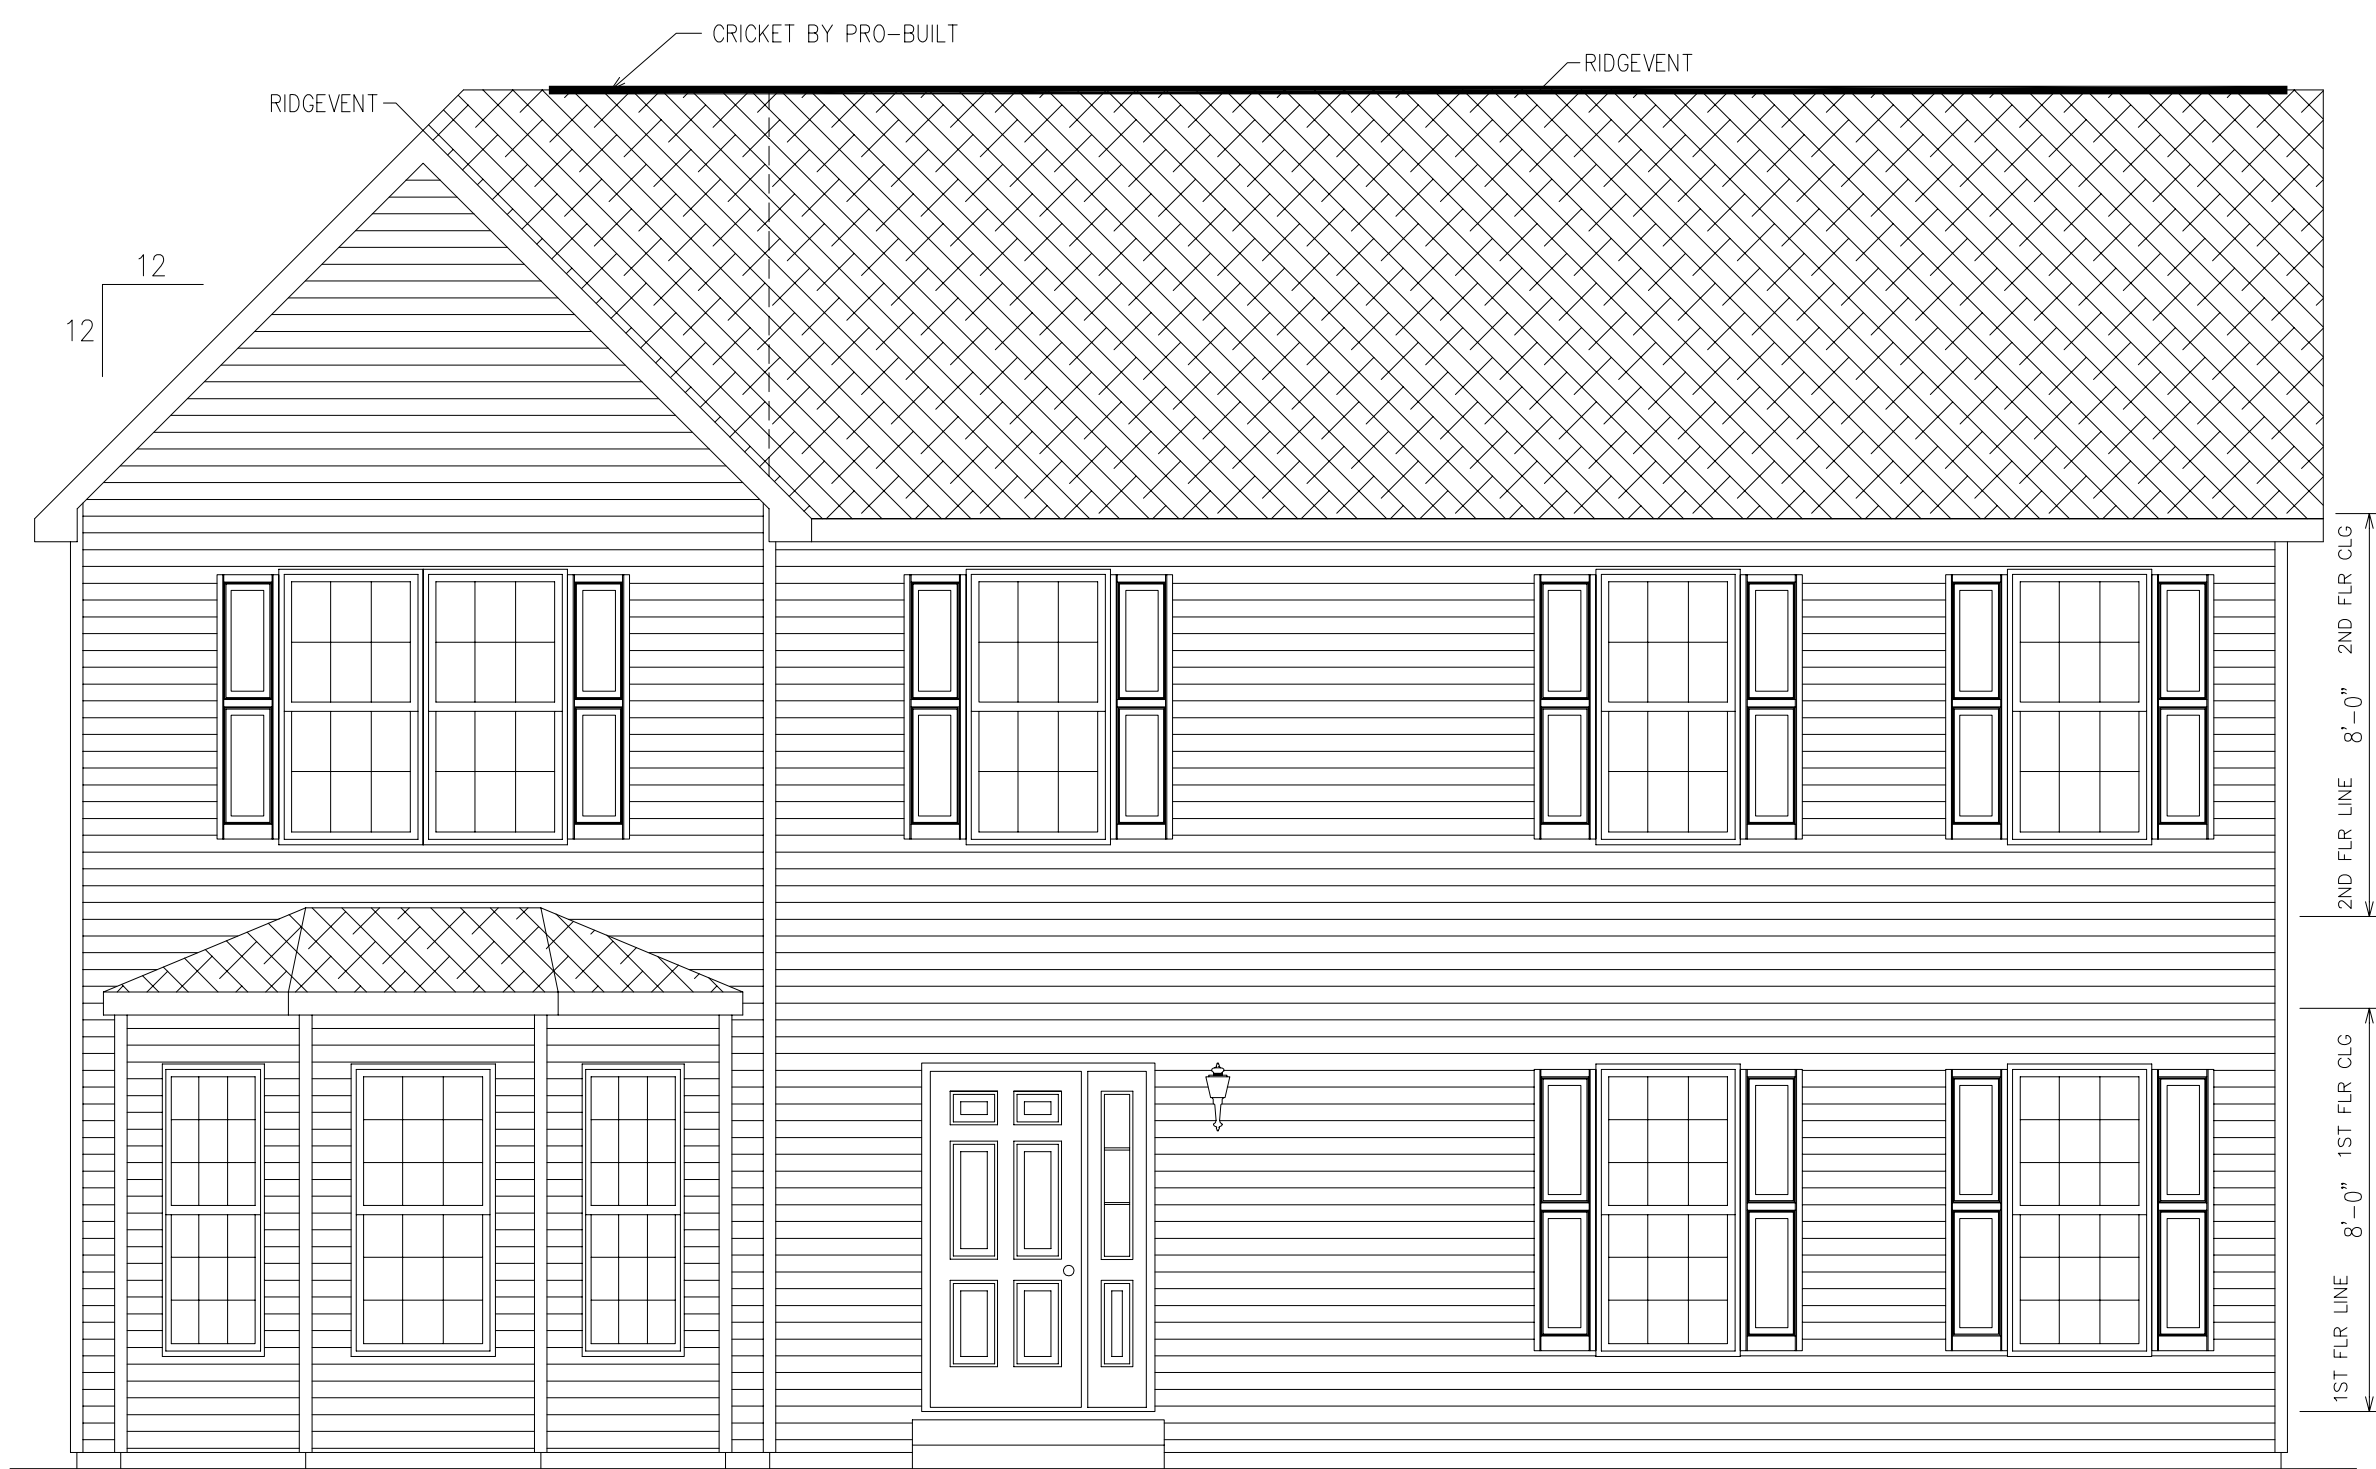 CRICKET BY PRO-BUILT
RIDGEVENT
RIDGEVENT
12
12
2ND FLR CLG
8'-0"
2ND FLR LINE
1ST FLR CLG
8'-0"
1ST FLR LINE